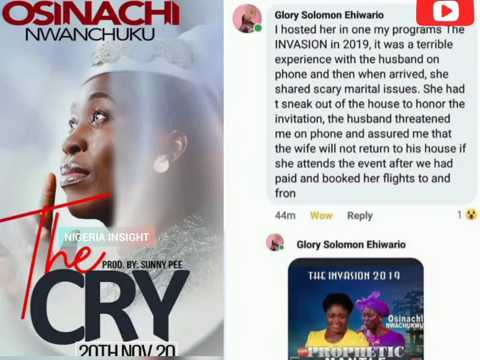 OSINACHI
NWANCHUKU
NIGERIA INSIGHT
The
PROD. BY: SUNNY PEE
CRY
20TH NOV 20
Glory Solomon Ehiwario
I hosted her in one my programs The
INVASION in 2019, it was a terrible
experience with the husband on
phone and then when arrived, she
shared scary marital issues. She had
t sneak out of the house to honor the
invitation, the husband threatened
me on phone and assured me that
the wife will not return to his house if
she attends the event after we had
paid and booked her flights to and
fron
44m Wow Reply 1
Glory Solomon Ehiwario
THE INVASION 2019
Osinachi
NWACHUKWU
THE
PROPHETIC
MANTLE